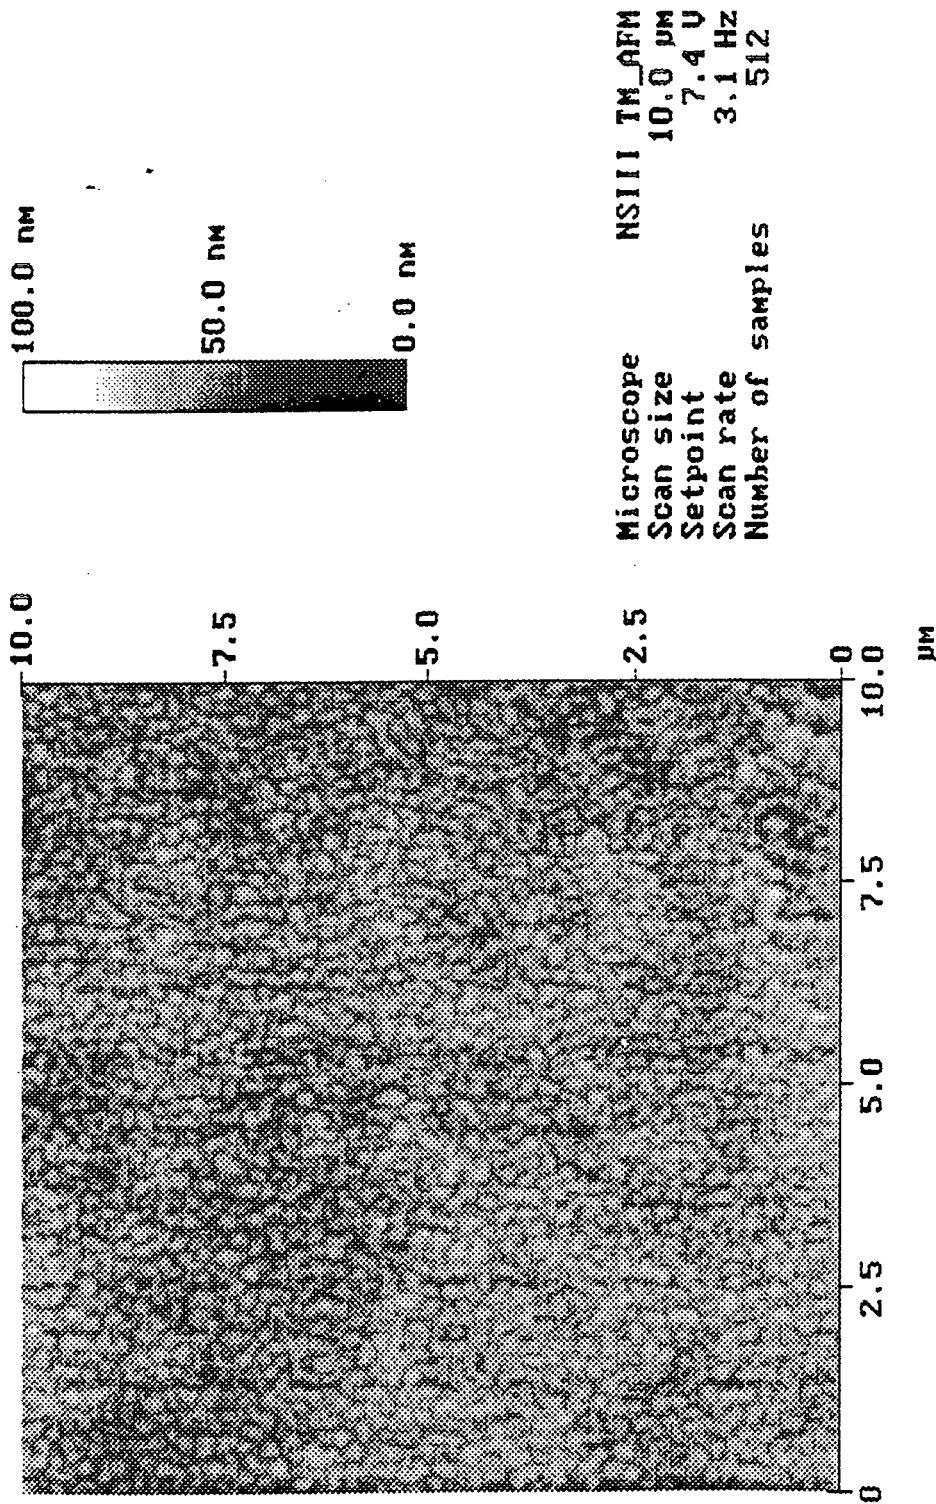 10.0
7.5
5.0
2.5
0
0
2.5
5.0
7.5
10.0
µM
100.0 nM
50.0 nM
0.0 nM
Microscope NSIII TM_AFM
Scan size 10.0 µM
Setpoint 7.4 V
Scan rate 3.1 Hz
Number of samples 512